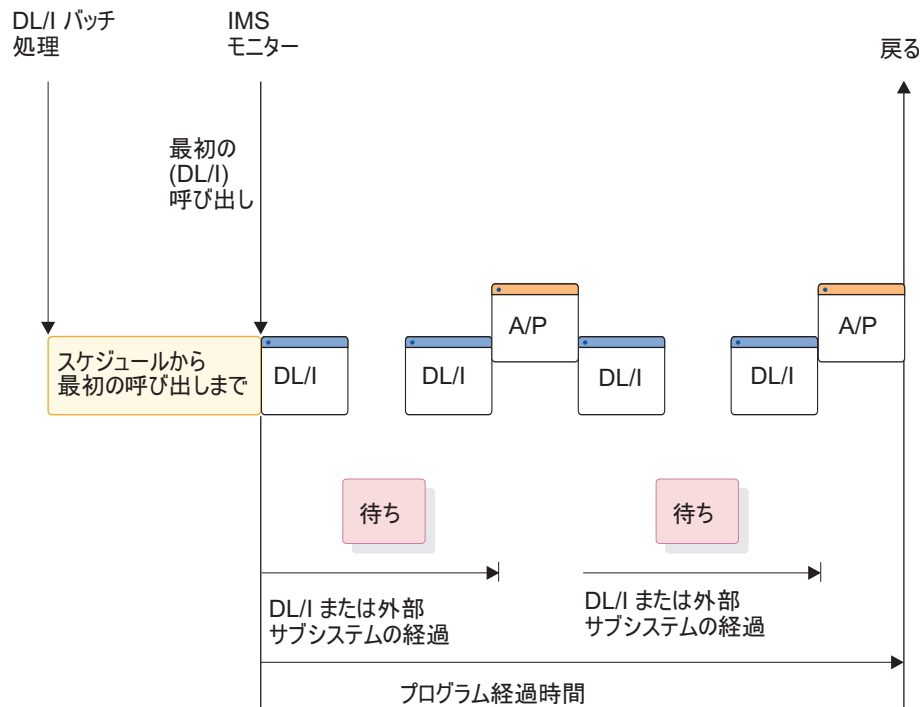 DL/I バッチ
処理
IMS
モニター
戻る
最初の
(DL/I)
呼び出し
A/P
A/P
スケジュールから
最初の呼び出しまで
DL/I
DL/I
DL/I
DL/I
待ち
待ち
DL/I または外部
サブシステムの経過
DL/I または外部
サブシステムの経過
プログラム経過時間